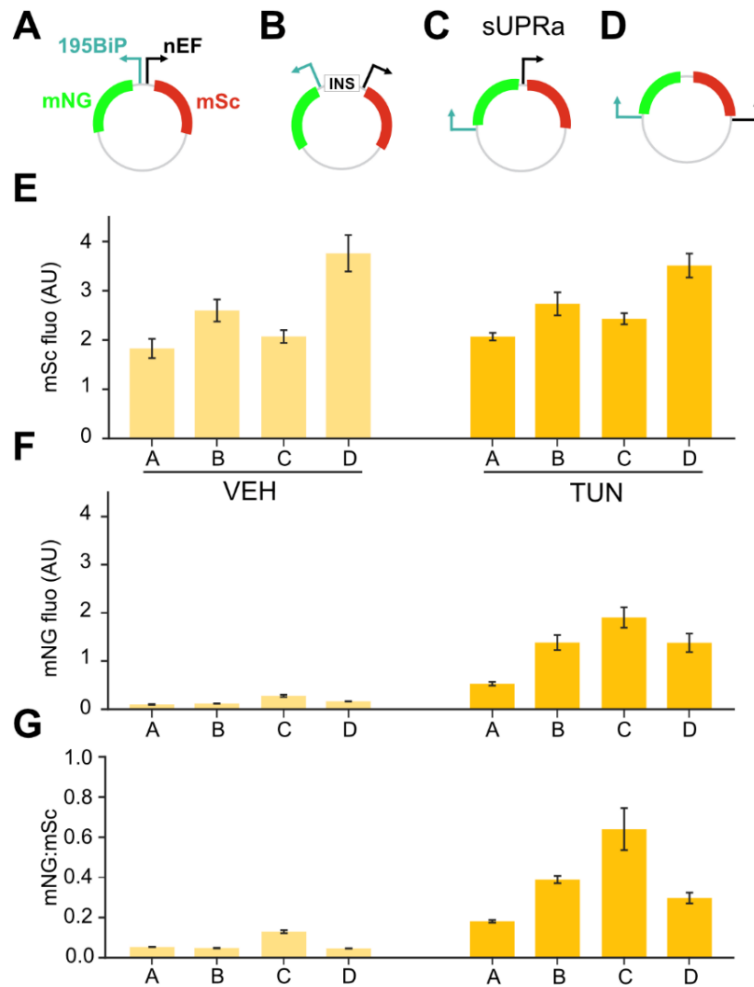 A B C sUPRa D
195BiP nEF
INS
mNG mSc
E
mSc fluo (AU)
4
3
2
1
0
A B C D A B C D
VEH TUN
F
mNG fluo (AU)
4
3
2
1
0
A B C D A B C D
G
mNG:mSc
1.0
0.8
0.6
0.4
0.2
0.0
A B C D A B C D